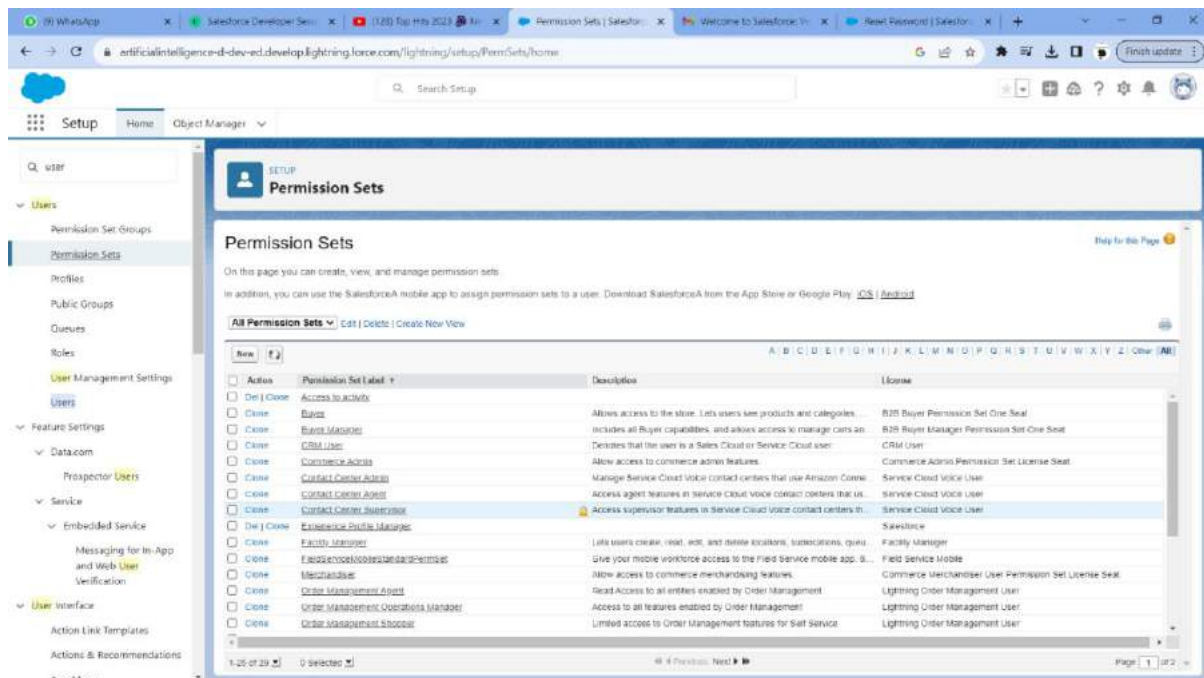 (9) WhatsApp
Salesforce Developer
(128) Top Hits 2023
Permission Sets | Salesforc
Welcome to Salesforce:
Reset Password | Salesforc
artificialintelligence-d-dev-ed.develop.lightning.force.com/lightning/setup/PermSets/home
Finish update
Search Setup
Setup
Home
Object Manager
user
Users
Permission Set Groups
Permission Sets
Profiles
Public Groups
Queues
Roles
User Management Settings
Users
Feature Settings
Data.com
Prospector Users
Service
Embedded Service
Messaging for In-App
and Web User
Verification
User Interface
Action Link Templates
Actions & Recommendations
SETUP
Permission Sets
Permission Sets
Help for this Page
On this page you can create, view, and manage permission sets.
In addition, you can use the SalesforceA mobile app to assign permission sets to a user. Download SalesforceA from the App Store or Google Play: iOS | Android
All Permission Sets Edit | Delete | Create New View
New
A | B | C | D | E | F | G | H | I | J | K | L | M | N | O | P | Q | R | S | T | U | V | W | X | Y | Z | Other | All
Action Permission Set Label Description License
Del | Clone Access to activity
Clone Buyer Allows access to the store. Lets users see products and categories, ... B2B Buyer Permission Set One Seat
Clone Buyer Manager Includes all Buyer capabilities, and allows access to manage carts an... B2B Buyer Manager Permission Set One Seat
Clone CRM User Denotes that the user is a Sales Cloud or Service Cloud user. CRM User
Clone Commerce Admin Allow access to commerce admin features. Commerce Admin Permission Set License Seat
Clone Contact Center Admin Manage Service Cloud Voice contact centers that use Amazon Conne... Service Cloud Voice User
Clone Contact Center Agent Access agent features in Service Cloud Voice contact centers that us... Service Cloud Voice User
Clone Contact Center Supervisor Access supervisor features in Service Cloud Voice contact centers th... Service Cloud Voice User
Del | Clone Experience Profile Manager Salesforce
Clone Facility Manager Lets users create, read, edit, and delete locations, sublocations, queu... Facility Manager
Clone FieldServiceMobileStandardPermSet Give your mobile workforce access to the Field Service mobile app. S... Field Service Mobile
Clone Merchandiser Allow access to commerce merchandising features. Commerce Merchandiser User Permission Set License Seat
Clone Order Management Agent Read Access to all entities enabled by Order Management Lightning Order Management User
Clone Order Management Operations Manager Access to all features enabled by Order Management Lightning Order Management User
Clone Order Management Shopper Limited access to Order Management features for Self Service Lightning Order Management User
1-25 of 29 0 Selected Previous Next Page 1 of 2